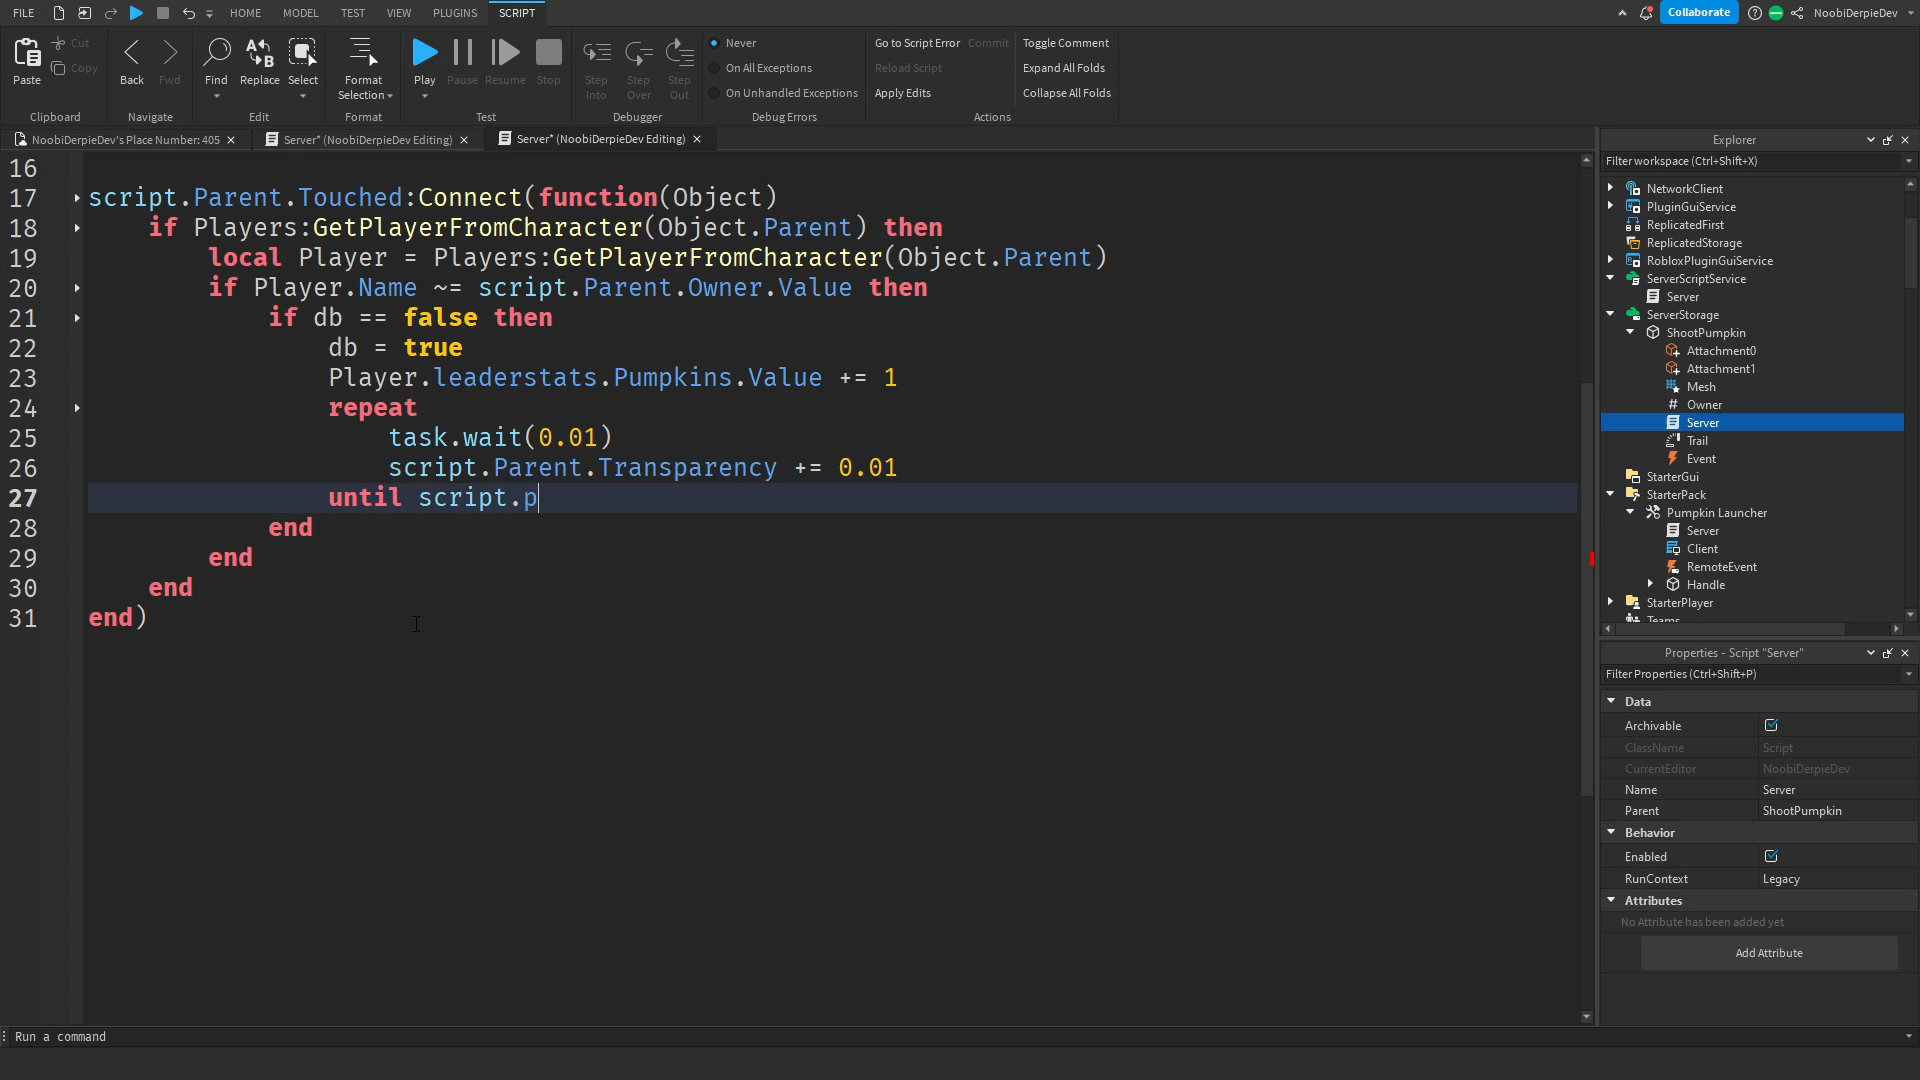 FILE HOME MODEL TEST VIEW PLUGINS SCRIPT Collaborate NoobiDerpieDev
Paste Cut Copy Back Fwd Find Replace Select Format Selection Play Pause Resume Stop Step Into Step Over Step Out
Never
On All Exceptions
On Unhandled Exceptions
Go to Script Error Commit
Reload Script
Apply Edits
Toggle Comment
Expand All Folds
Collapse All Folds
Clipboard Navigate Edit Format Test Debugger Debug Errors Actions
NoobiDerpieDev's Place Number: 405 Server* (NoobiDerpieDev Editing) Server* (NoobiDerpieDev Editing)
16
17 script.Parent.Touched:Connect(function(Object)
18 if Players:GetPlayerFromCharacter(Object.Parent) then
19 local Player = Players:GetPlayerFromCharacter(Object.Parent)
20 if Player.Name ~= script.Parent.Owner.Value then
21 if db == false then
22 db = true
23 Player.leaderstats.Pumpkins.Value += 1
24 repeat
25 task.wait(0.01)
26 script.Parent.Transparency += 0.01
27 until script.p
28 end
29 end
30 end
31 end)
Explorer
Filter workspace (Ctrl+Shift+X)
NetworkClient
PluginGuiService
ReplicatedFirst
ReplicatedStorage
RobloxPluginGuiService
ServerScriptService
Server
ServerStorage
ShootPumpkin
Attachment0
Attachment1
Mesh
# Owner
Server
Trail
Event
StarterGui
StarterPack
Pumpkin Launcher
Server
Client
RemoteEvent
Handle
StarterPlayer
Teams
Properties - Script "Server"
Filter Properties (Ctrl+Shift+P)
Data
Archivable
ClassName Script
CurrentEditor NoobiDerpieDev
Name Server
Parent ShootPumpkin
Behavior
Enabled
RunContext Legacy
Attributes
No Attribute has been added yet
Add Attribute
Run a command